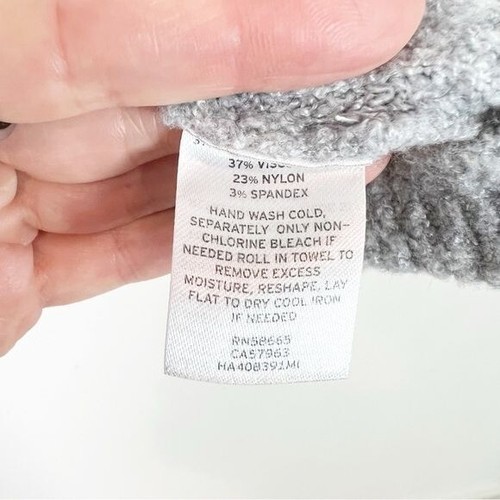 37% VISC
23% NYLON
3% SPANDEX
HAND WASH COLD,
SEPARATELY ONLY NON-
CHLORINE BLEACH IF
NEEDED ROLL IN TOWEL TO
REMOVE EXCESS
MOISTURE, RESHAPE, LAY
FLAT TO DRY COOL IRON
IF NEEDED
RN58665
CA57963
HA408391MI